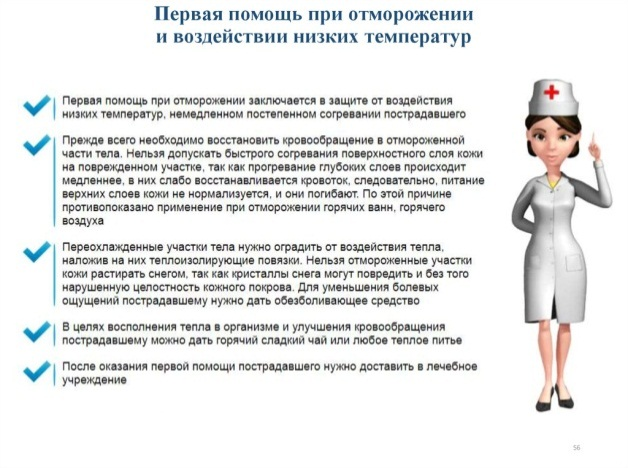 Первая помощь при отморожении
и воздействии низких температур
Первая помощь при отморожении заключается в защите от воздействия
низких температур, немедленном постепенном согревании пострадавшего
Прежде всего необходимо восстановить кровообращение в отмороженной
части тела. Нельзя допускать быстрого согревания поверхностного слоя кожи
на поврежденном участке, так как прогревание глубоких слоев происходит
медленнее, в них слабо восстанавливается кровоток, следовательно, питание
верхних слоев кожи не нормализуется, и они погибают. По этой причине
противопоказано применение при отморожении горячих ванн, горячего
воздуха
Переохлажденные участки тела нужно оградить от воздействия тепла,
наложив на них теплоизолирующие повязки. Нельзя отмороженные участки
кожи растирать снегом, так как кристаллы снега могут повредить и без того
нарушенную целостность кожного покрова. Для уменьшения болевых
ощущений пострадавшему нужно дать обезболивающее средство
В целях восполнения тепла в организме и улучшения кровообращения
пострадавшему можно дать горячий сладкий чай или любое теплое питье
После оказания первой помощи пострадавшего нужно доставить в лечебное
учреждение
56